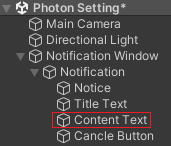 Photon Setting*
Main Camera
Directional Light
Notification Window
Notification
Notice
Title Text
Content Text
Cancle Button